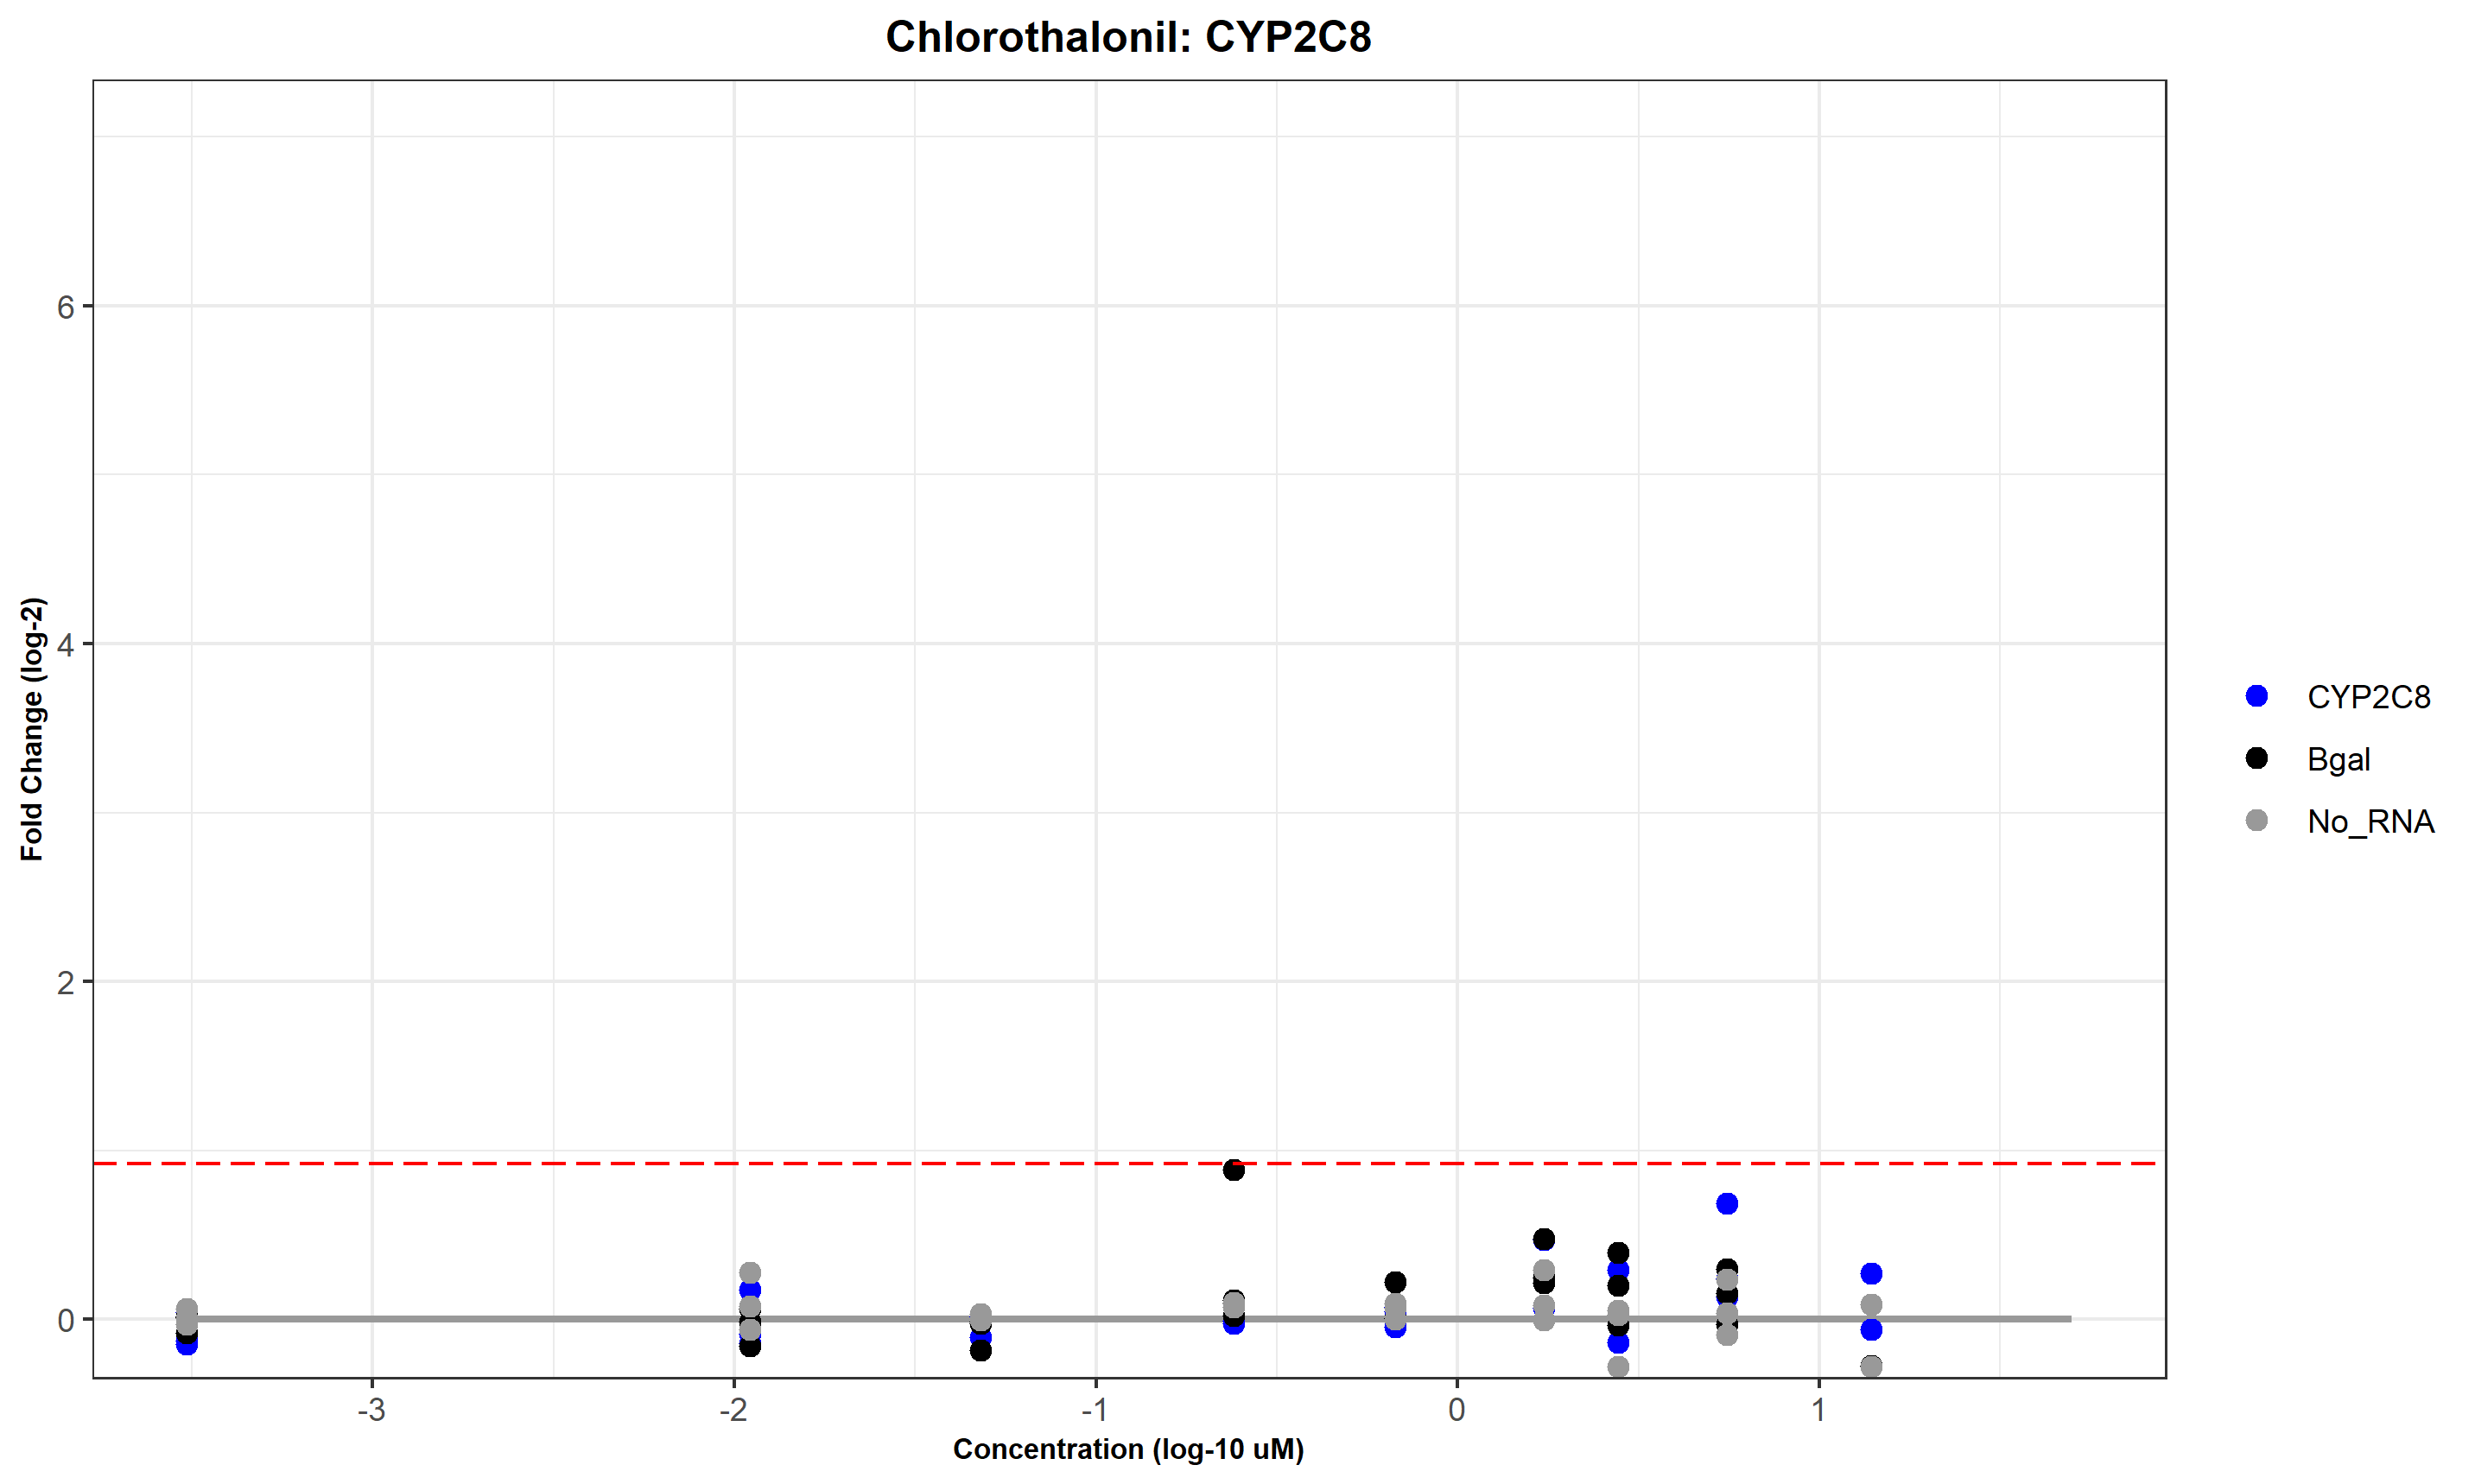 Chlorothalonil: CYP2C8
Fold Change (log-2)
6
4
2
0
-3
-2
-1
0
1
Concentration (log-10 uM)
CYP2C8
Bgal
No_RNA